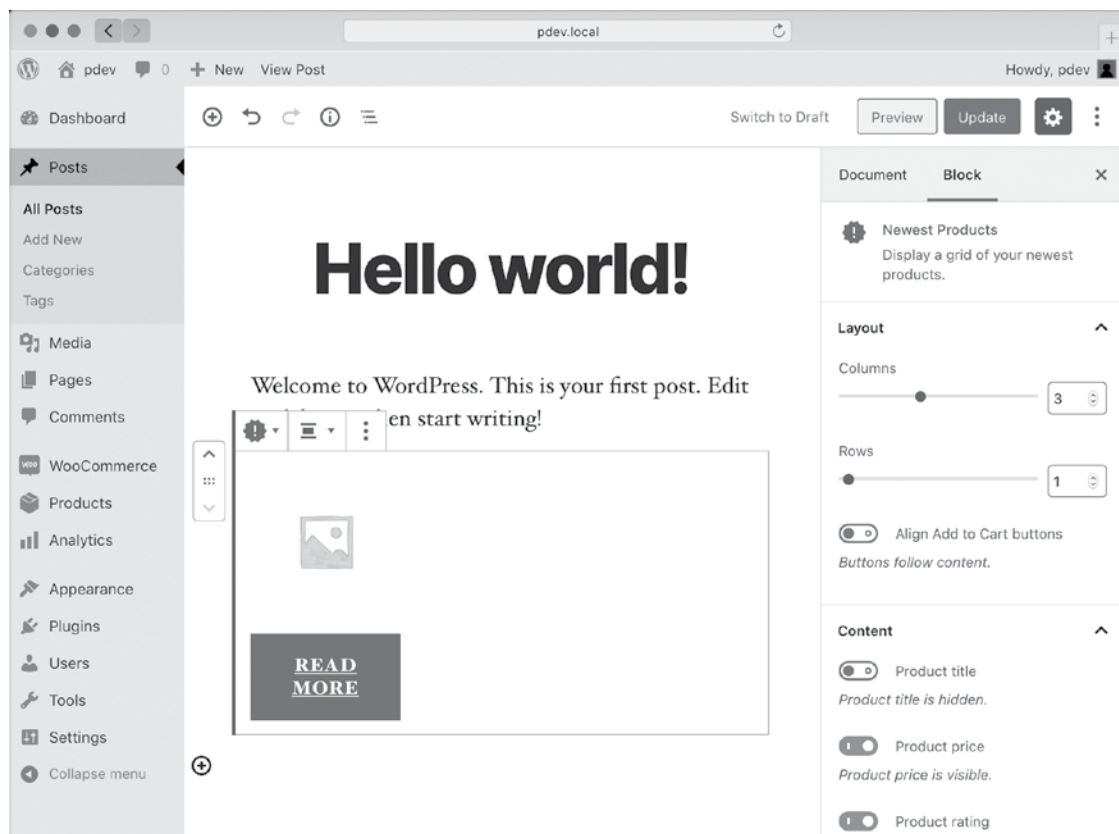 pdev.local
pdev
0
New
View Post
Howdy, pdev
Dashboard
Posts
All Posts
Add New
Categories
Tags
Media
Pages
Comments
WOO
WooCommerce
Products
Analytics
Appearance
Plugins
Users
Tools
Settings
Collapse menu
Switch to Draft
Preview
Update
Hello world!
Welcome to WordPress. This is your first post. Edit
en start writing!
READ
MORE
Document
Block
Newest Products
Display a grid of your newest
products.
Layout
Columns
3
Rows
1
Align Add to Cart buttons
Buttons follow content.
Content
Product title
Product title is hidden.
Product price
Product price is visible.
Product rating